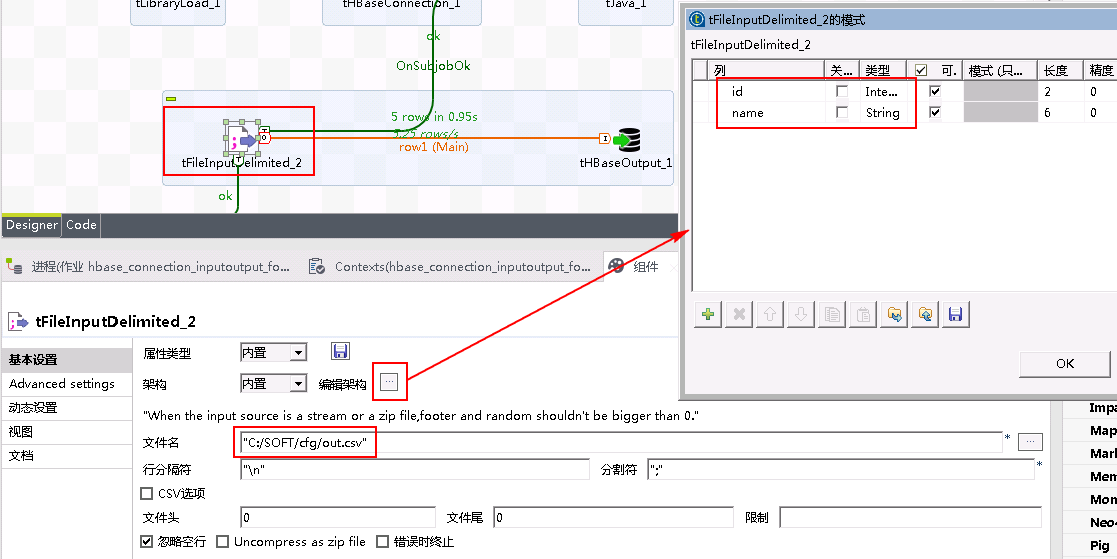 tLibraryLoad_1
tHBaseConnection_1
tJava_1
ok
OnSubjobOk
5 rows in 0.95s
5.25 rows/s
row1 (Main)
tFileInputDelimited_2
tHBaseOutput_1
ok
Designer
Code
进程(作业 hbase_connection_inputoutput_fo...
Contexts(hbase_connection_inputoutput_fo...
组件
tFileInputDelimited_2
基本设置
Advanced settings
动态设置
视图
文档
属性类型 内置
架构 内置 编辑架构 ...
"When the input source is a stream or a zip file,footer and random shouldn't be bigger than 0."
文件名 "C:/SOFT/cfg/out.csv" * ...
行分隔符 "\n" 分割符 ";" *
CSV选项
文件头 0 文件尾 0 限制
忽略空行 Uncompress as zip file 错误时终止
tFileInputDelimited_2的模式
tFileInputDelimited_2
列 关... 类型 可. 模式 (只... 长度 精度
id Inte... 2 0
name String 6 0
OK
Impa
Map
Mark
Mem
Mon
Neo4
Pig